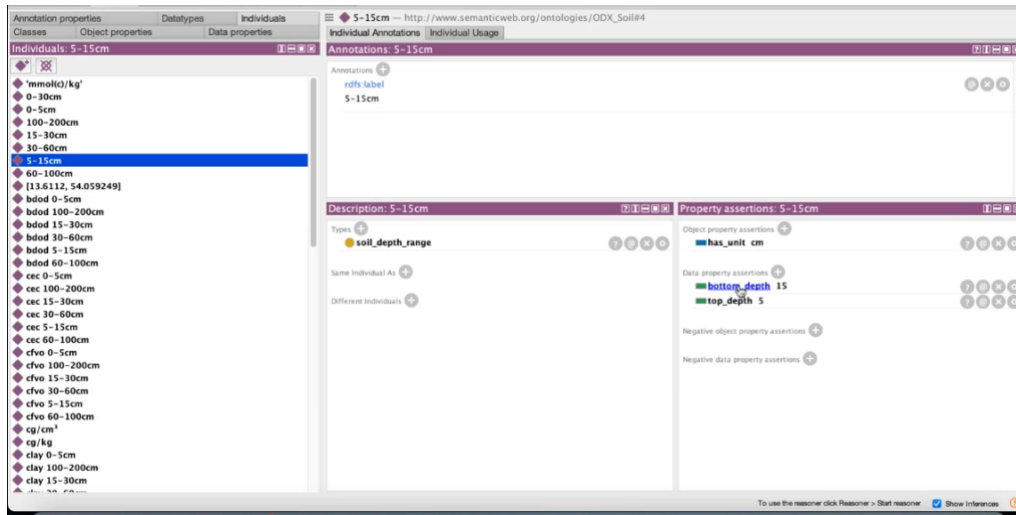 Annotation properties Datatypes Individuals
Classes Object properties Data properties
Individuals: 5-15cm
'mmol(c)/kg'
0-30cm
0-5cm
100-200cm
15-30cm
30-60cm
5-15cm
60-100cm
[13.6112, 54.059249]
bdod 0-5cm
bdod 100-200cm
bdod 15-30cm
bdod 30-60cm
bdod 5-15cm
bdod 60-100cm
cec 0-5cm
cec 100-200cm
cec 15-30cm
cec 30-60cm
cec 5-15cm
cec 60-100cm
cfvo 0-5cm
cfvo 100-200cm
cfvo 15-30cm
cfvo 30-60cm
cfvo 5-15cm
cfvo 60-100cm
cg/cm³
cg/kg
clay 0-5cm
clay 100-200cm
clay 15-30cm
5-15cm — http://www.semanticweb.org/ontologies/ODX_Soil#4
Individual Annotations Individual Usage
Annotations: 5-15cm
Annotations
rdfs:label
5-15cm
Description: 5-15cm
Types
soil_depth_range
Same Individual As
Different Individuals
Property assertions: 5-15cm
Object property assertions
has_unit cm
Data property assertions
bottom_depth 15
top_depth 5
Negative object property assertions
Negative data property assertions
To use the reasoner click Reasoner > Start reasoner Show Inferences